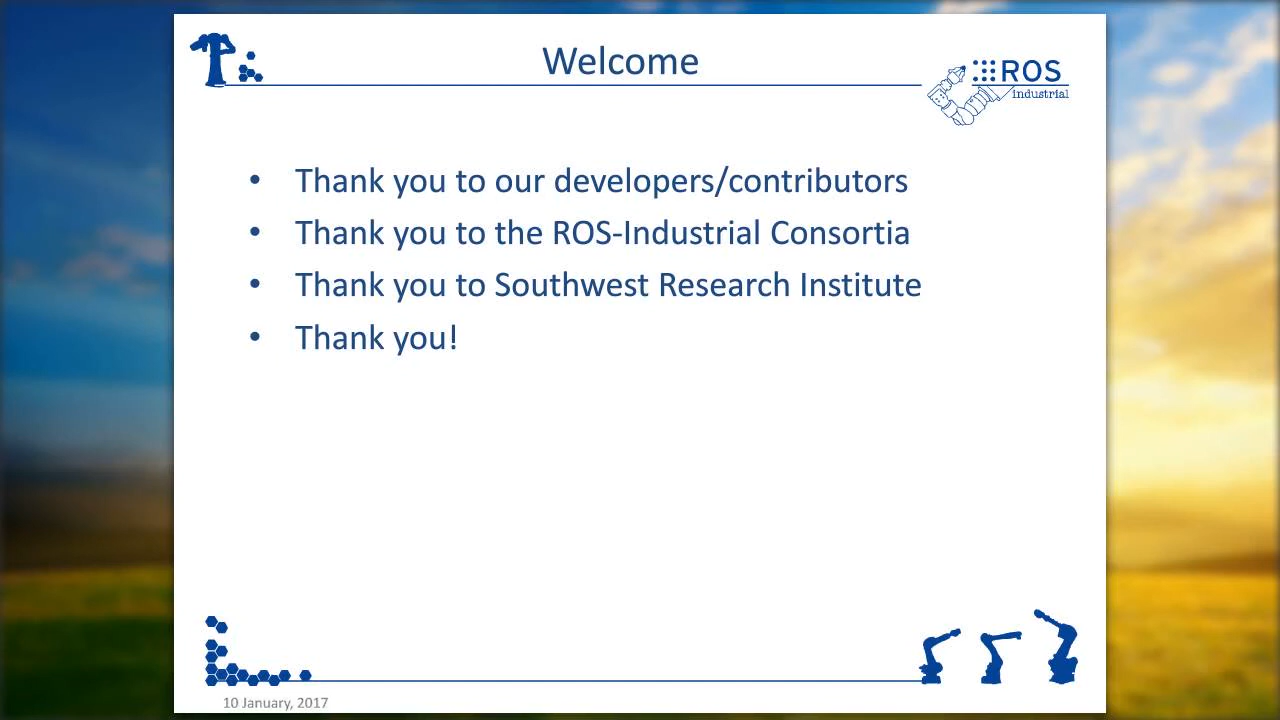 Welcome
ROS
industrial
• Thank you to our developers/contributors
• Thank you to the ROS-Industrial Consortia
• Thank you to Southwest Research Institute
• Thank you!
10 January, 2017